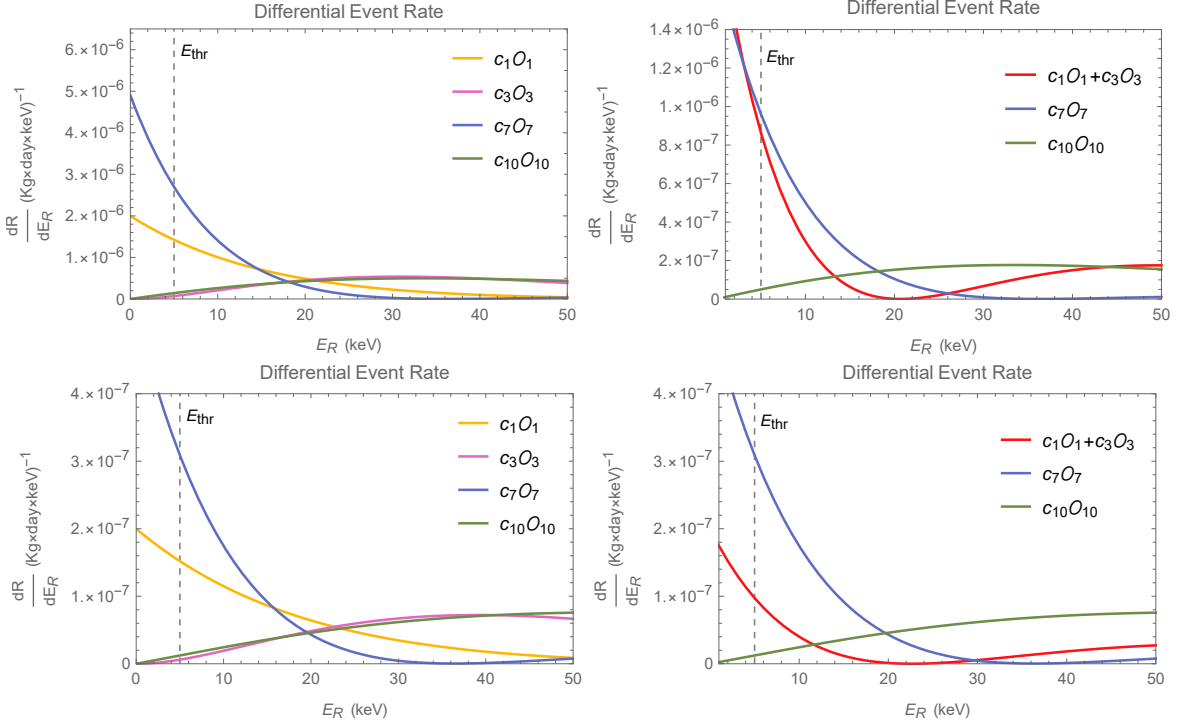 Differential Event Rate
E_thr
c₁O₁
c₃O₃
c₇O₇
c₁₀O₁₀
6.×10⁻⁶
5.×10⁻⁶
4.×10⁻⁶
3.×10⁻⁶
2.×10⁻⁶
1.×10⁻⁶
0
dR/dE_R (Kg×day×keV)⁻¹
0 10 20 30 40 50
E_R (keV)
Differential Event Rate
E_thr
c₁O₁+c₃O₃
c₇O₇
c₁₀O₁₀
1.4×10⁻⁶
1.2×10⁻⁶
1.×10⁻⁶
8.×10⁻⁷
6.×10⁻⁷
4.×10⁻⁷
2.×10⁻⁷
0
dR/dE_R (Kg×day×keV)⁻¹
10 20 30 40 50
E_R (keV)
Differential Event Rate
E_thr
c₁O₁
c₃O₃
c₇O₇
c₁₀O₁₀
4.×10⁻⁷
3.×10⁻⁷
2.×10⁻⁷
1.×10⁻⁷
0
dR/dE_R (Kg×day×keV)⁻¹
0 10 20 30 40 50
E_R (keV)
Differential Event Rate
E_thr
c₁O₁+c₃O₃
c₇O₇
c₁₀O₁₀
4.×10⁻⁷
3.×10⁻⁷
2.×10⁻⁷
1.×10⁻⁷
0
dR/dE_R (Kg×day×keV)⁻¹
10 20 30 40 50
E_R (keV)